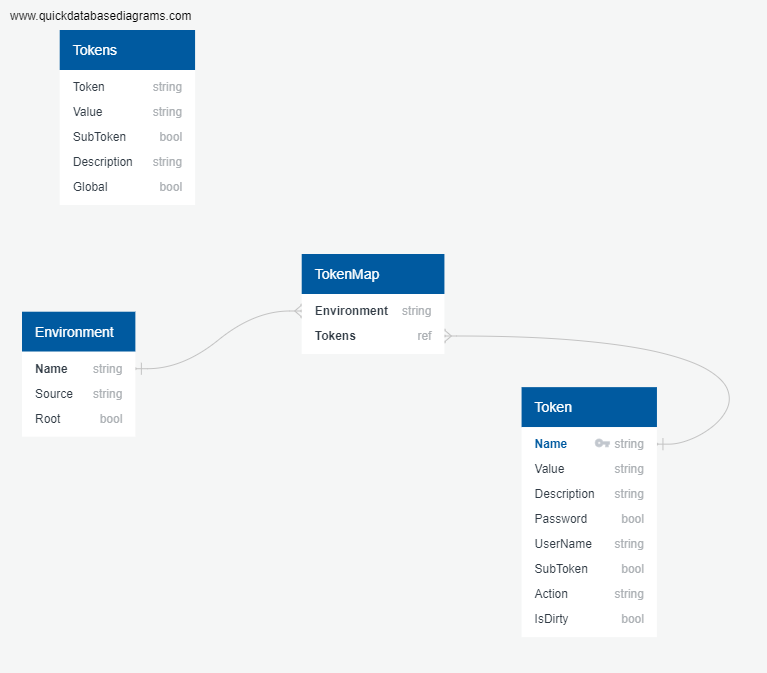 www.quickdatabasediagrams.com
Tokens
Token string
Value string
SubToken bool
Description string
Global bool
TokenMap
Environment string
Tokens ref
Environment
Name string
Source string
Root bool
Token
Name string
Value string
Description string
Password bool
UserName string
SubToken bool
Action string
IsDirty bool